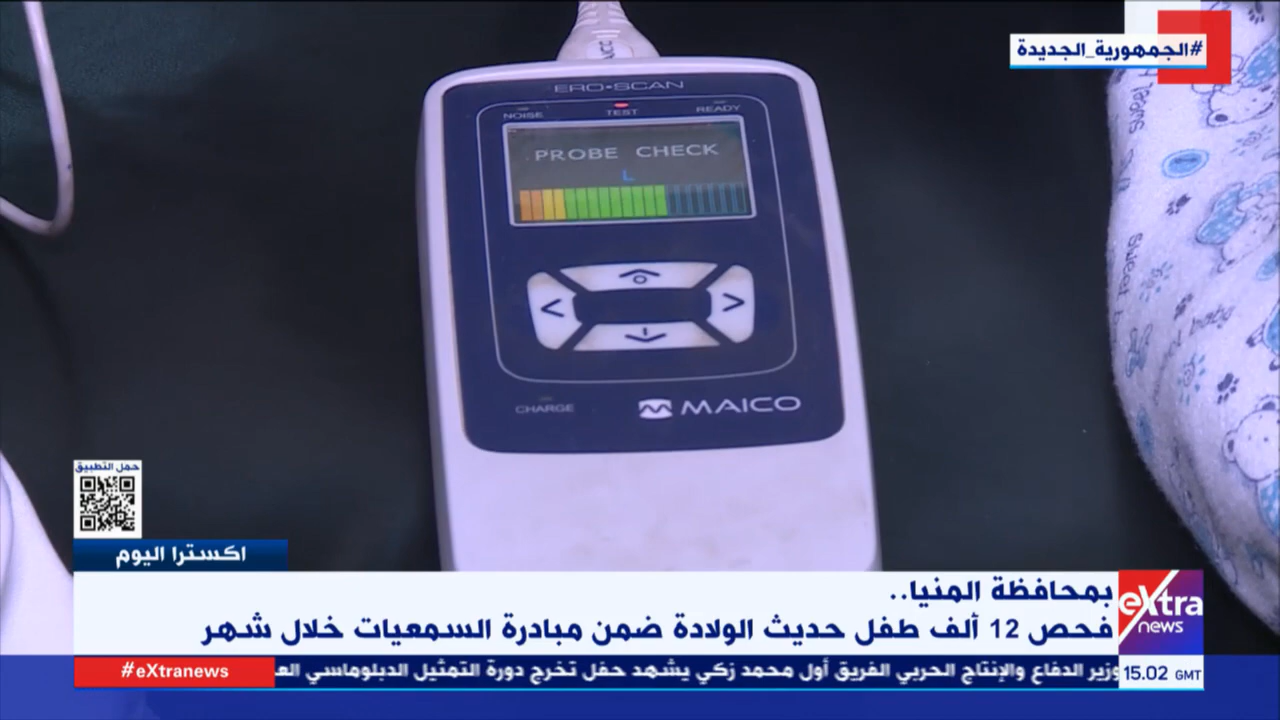 #الجمهورية_الجديدة
ERO•SCAN
NOISE TEST READY
PROBE CHECK
L
CHARGE
MAICO
Sweet
baby
حمل التطبيق
اكسترا اليوم
بمحافظة المنيا..
فحص 12 ألف طفل حديث الولادة ضمن مبادرة السمعيات خلال شهر
eXtra news
#eXtranews
وزير الدفاع والإنتاج الحربي الفريق أول محمد زكي يشهد حفل تخرج دورة التمثيل الدبلوماسي
15.02 GMT